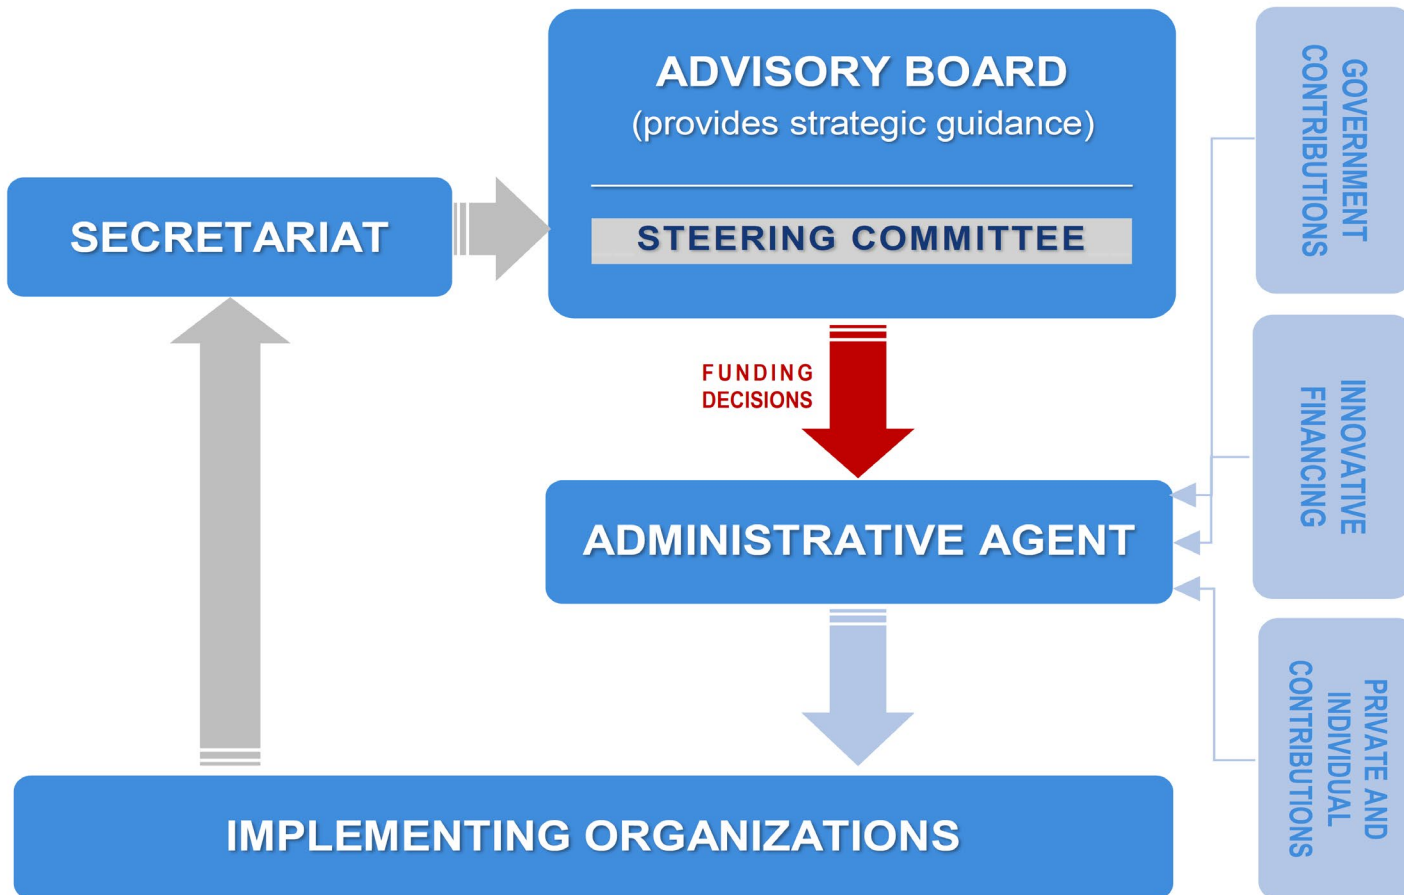 ADVISORY BOARD
(provides strategic guidance)
STEERING COMMITTEE
SECRETARIAT
FUNDING
DECISIONS
ADMINISTRATIVE AGENT
IMPLEMENTING ORGANIZATIONS
GOVERNMENT
CONTRIBUTIONS
INNOVATIVE
FINANCING
PRIVATE AND
INDIVIDUAL
CONTRIBUTIONS